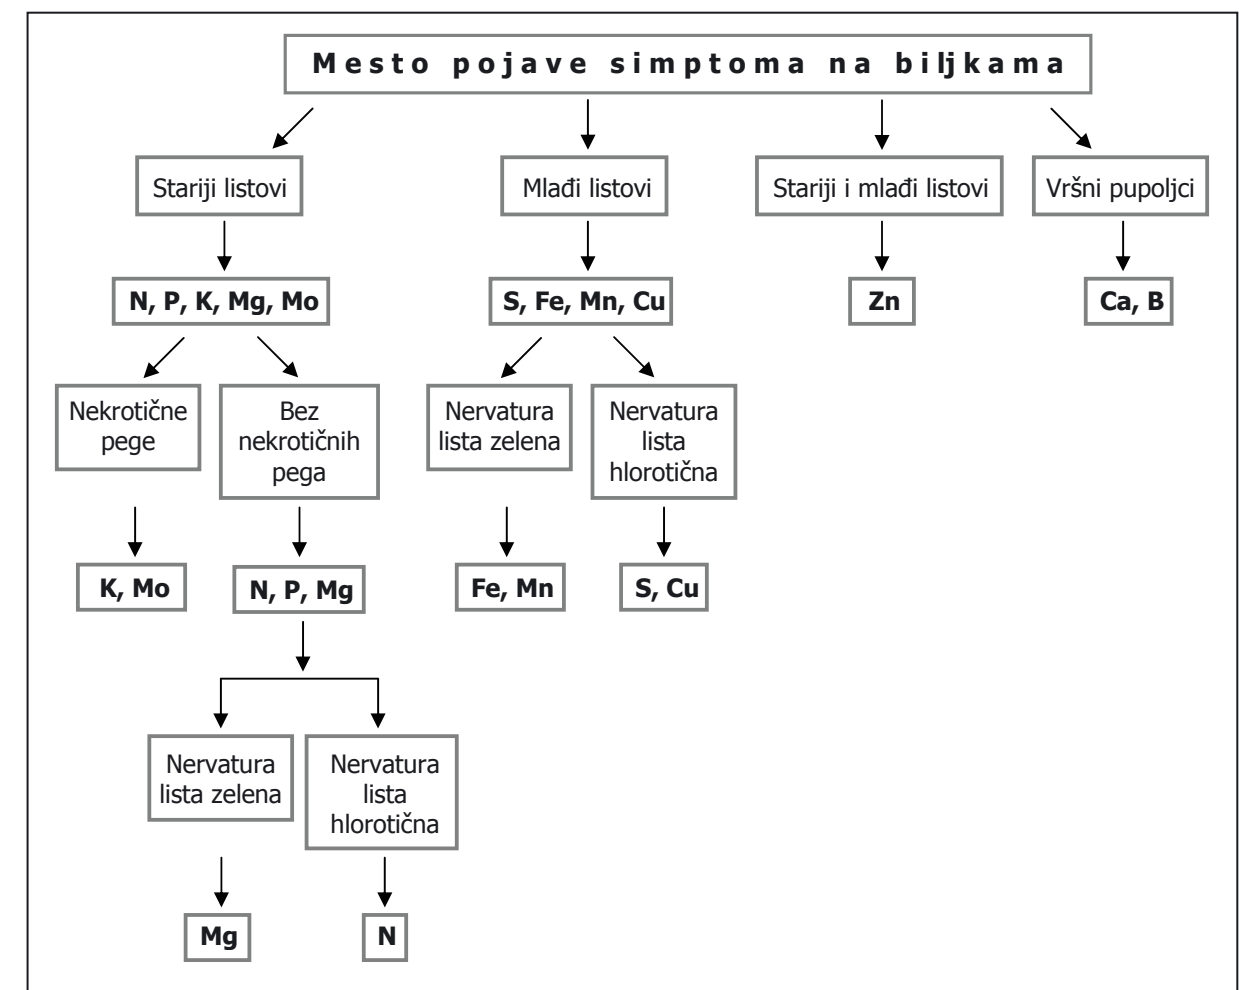 Mesto pojave simptoma na biljkama
Stariji listovi
Mlađi listovi
Stariji i mlađi listovi
Vršni pupoljci
N, P, K, Mg, Mo
S, Fe, Mn, Cu
Zn
Ca, B
Nekrotične
pege
Bez
nekrotičnih
pega
Nervatura
lista zelena
Nervatura
lista
hlorotična
K, Mo
N, P, Mg
Fe, Mn
S, Cu
Nervatura
lista zelena
Nervatura
lista
hlorotična
Mg
N